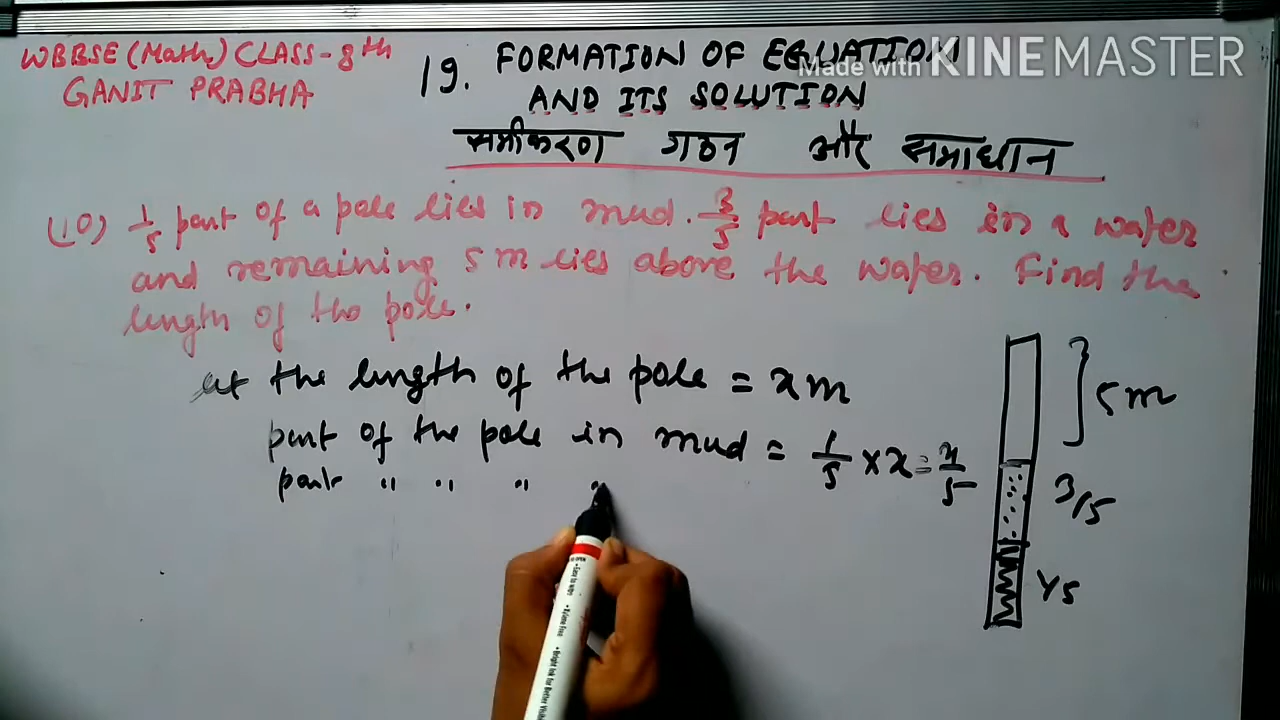 WBBSE (Math) CLASS-8th
GANIT PRABHA
19. FORMATION OF EQUATION
AND ITS SOLUTION
समीकरण गठन और समाधान
Made with KINEMASTER
(10) 1/5 part of a pole lies in mud. 3/5 part lies in a water
and remaining 5 m lies above the water. Find the
length of the pole.
let the length of the pole = x m
part of the pole in mud = 1/5 × x = x/5
part " " " "
5 m
3/5
1/5